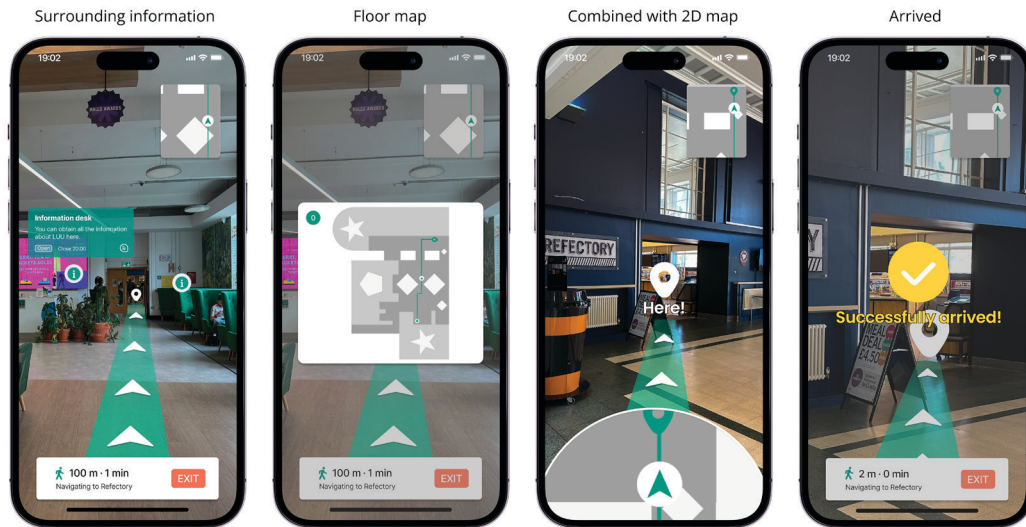 Surrounding information
Floor map
Combined with 2D map
Arrived
19:02
Information desk
You can obtain all the information
about LUU here.
Open Close 20:00
i
i
100 m · 1 min
EXIT
Navigating to Refectory
19:02
0
100 m · 1 min
EXIT
Navigating to Refectory
19:02
REFECTORY
Here!
19:02
Successfully arrived!
MEAL
DEAL
£4.50
2 m · 0 min
EXIT
Navigating to Refectory